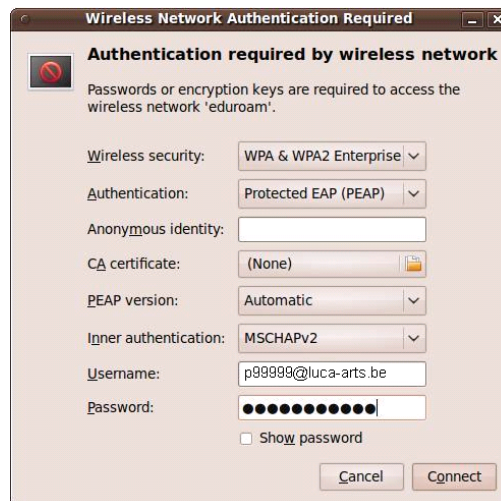 Wireless Network Authentication Required
Authentication required by wireless network
Passwords or encryption keys are required to access the
wireless network 'eduroam'.
Wireless security: WPA & WPA2 Enterprise
Authentication: Protected EAP (PEAP)
Anonymous identity:
CA certificate: (None)
PEAP version: Automatic
Inner authentication: MSCHAPv2
Username: p99999@luca-arts.be
Password: ●●●●●●●●●●●
Show password
Cancel Connect